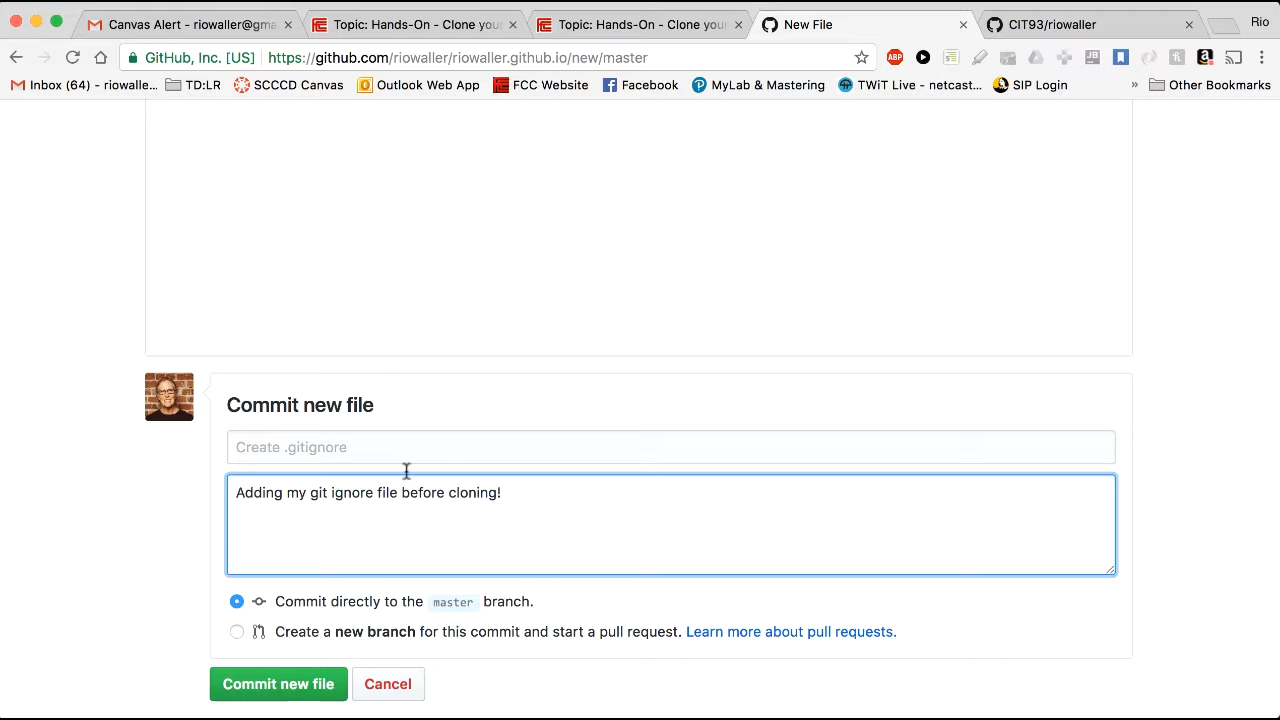 Canvas Alert - riowaller@gma
Topic: Hands-On - Clone your
Topic: Hands-On - Clone your
New File
CIT93/riowaller
Rio
GitHub, Inc. [US]
https://github.com/riowaller/riowaller.github.io/new/master
ABP
JB
a
Inbox (64) - riowalle...
TD:LR
SCCCD Canvas
Outlook Web App
FCC Website
Facebook
MyLab & Mastering
TWiT Live - netcast...
SIP Login
»
Other Bookmarks
Commit new file
Create .gitignore
Adding my git ignore file before cloning!
Commit directly to the master branch.
Create a new branch for this commit and start a pull request. Learn more about pull requests.
Commit new file
Cancel